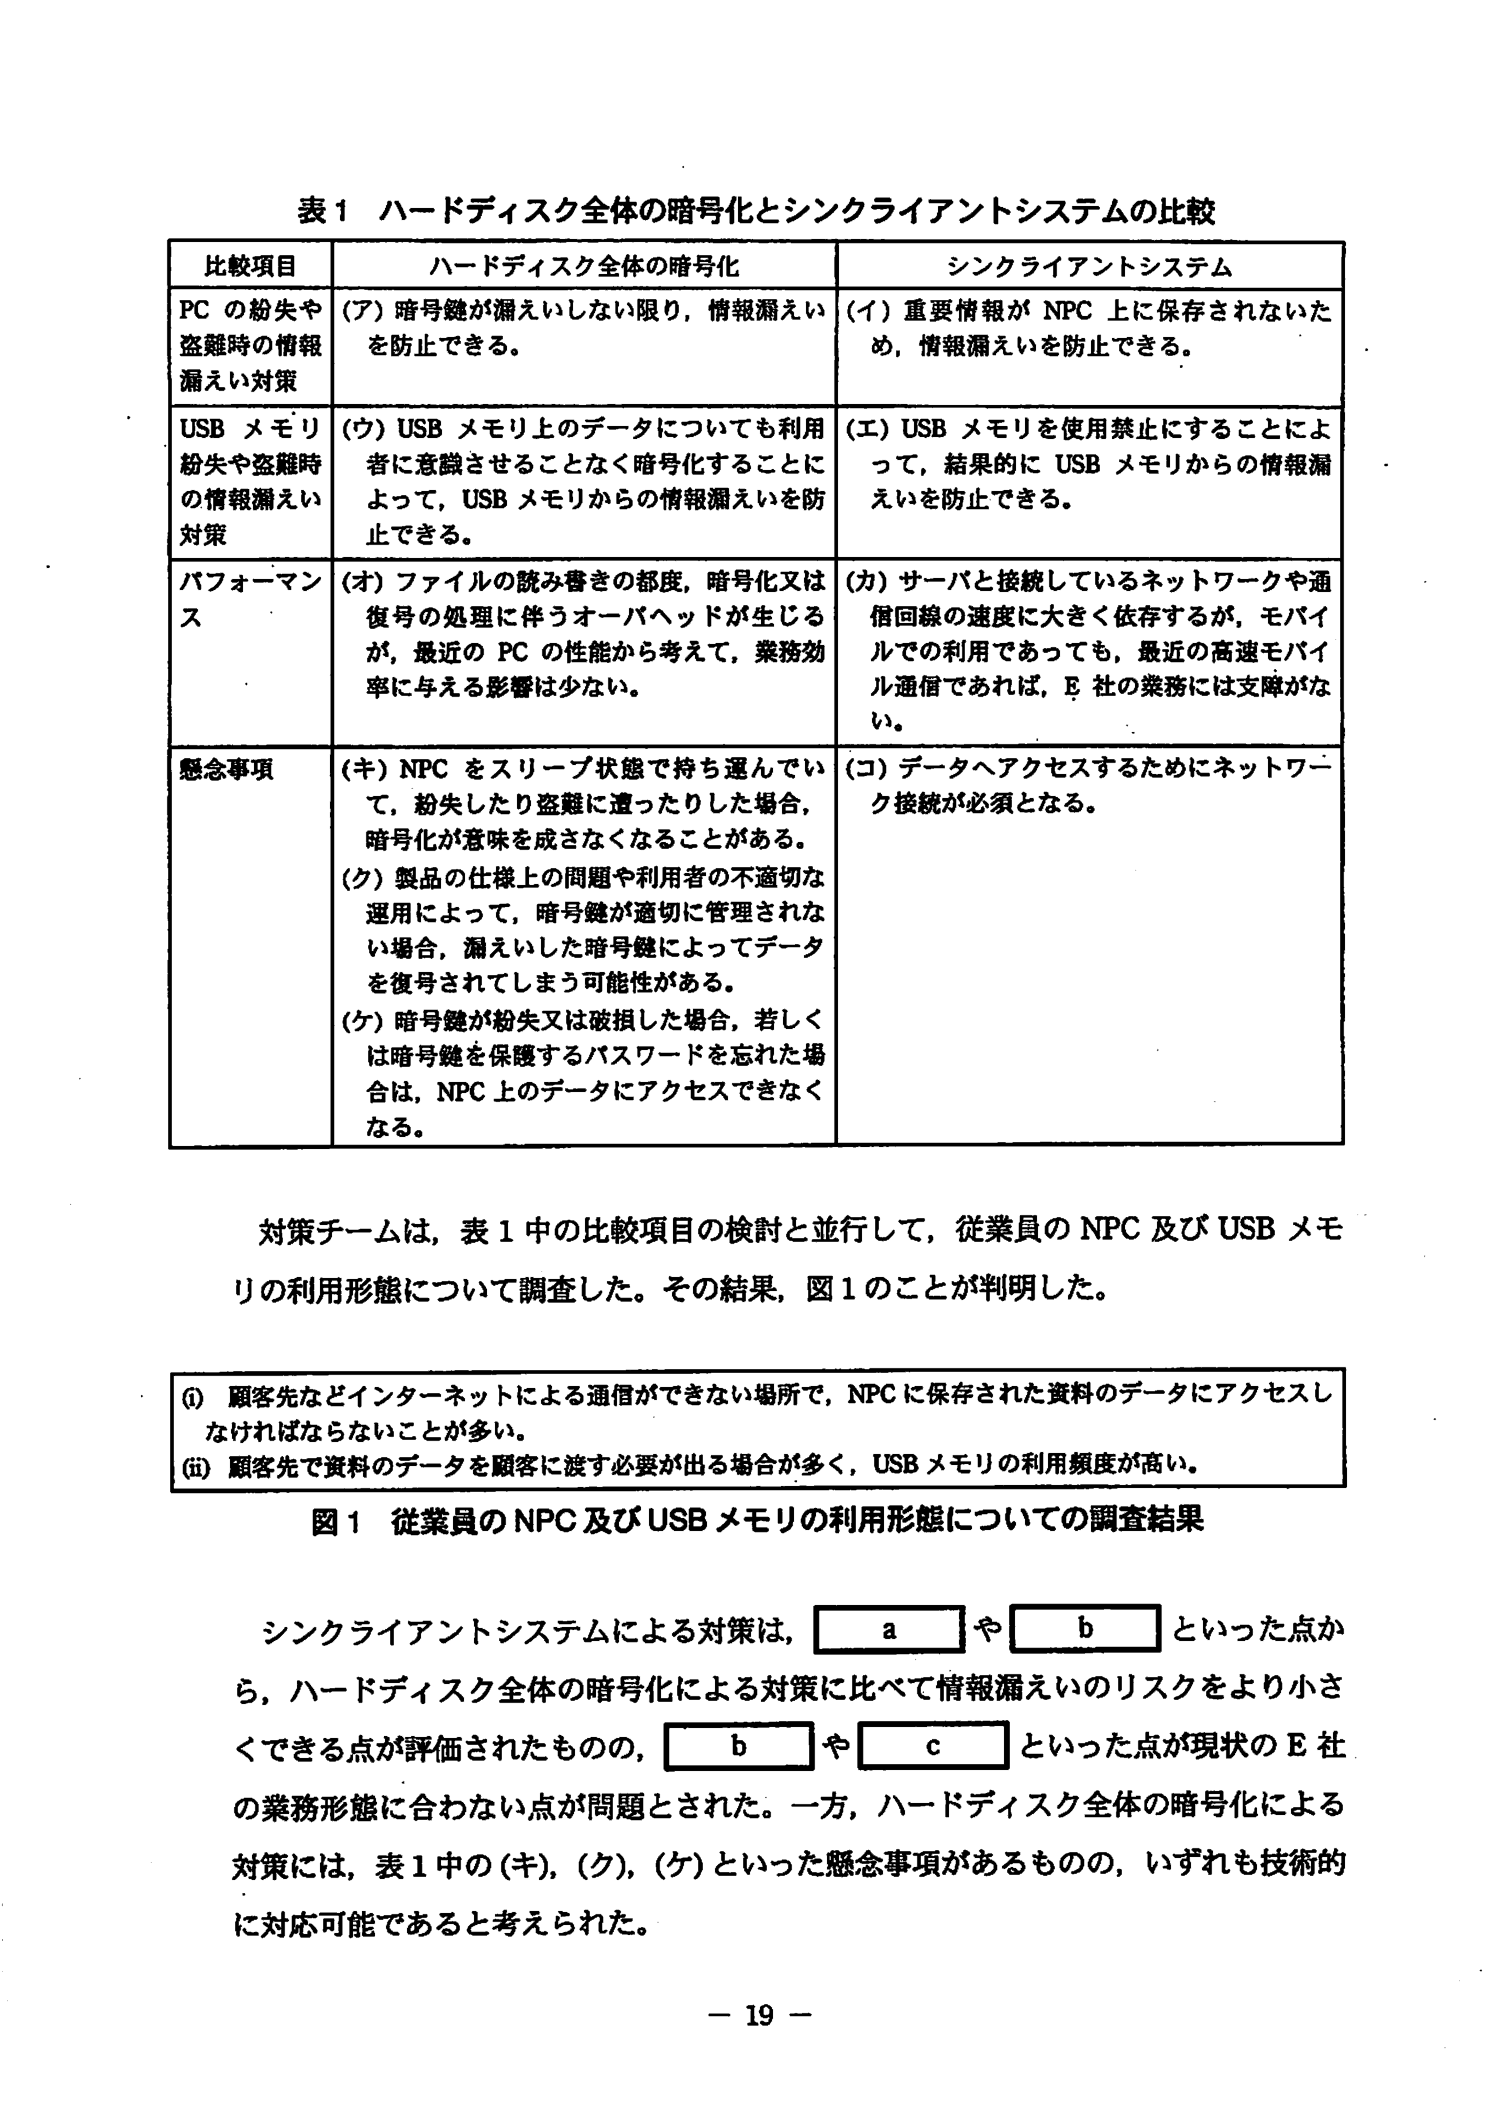 表1 ハードディスク全体の暗号化とシンクライアントシステムの比較
比較項目
ハードディスク全体の暗号化
シンクライアントシステム
PC の紛失や
盗難時の情報
漏えい対策
(ア) 暗号鍵が漏えいしない限り，情報漏えい
を防止できる。
(イ) 重要情報が NPC 上に保存されないた
め，情報漏えいを防止できる。
USB メモリ
紛失や盗難時
の情報漏えい
対策
(ウ) USB メモリ上のデータについても利用
者に意識させることなく暗号化することに
よって，USB メモリからの情報漏えいを防
止できる。
(エ) USB メモリを使用禁止にすることによ
って，結果的に USB メモリからの情報漏
えいを防止できる。
パフォーマン
ス
(オ) ファイルの読み書きの都度，暗号化又は
復号の処理に伴うオーバヘッドが生じる
が，最近の PC の性能から考えて，業務効
率に与える影響は少ない。
(カ) サーバと接続しているネットワークや通
信回線の速度に大きく依存するが，モバイ
ルでの利用であっても，最近の高速モバイ
ル通信であれば，E 社の業務には支障がな
い。
懸念事項
(キ) NPC をスリープ状態で持ち運んでい
て，紛失したり盗難に遭ったりした場合，
暗号化が意味を成さなくなることがある。
(ク) 製品の仕様上の問題や利用者の不適切な
運用によって，暗号鍵が適切に管理されな
い場合，漏えいした暗号鍵によってデータ
を復号されてしまう可能性がある。
(ケ) 暗号鍵が紛失又は破損した場合，若しく
は暗号鍵を保護するパスワードを忘れた場
合は，NPC 上のデータにアクセスできなく
なる。
(コ) データへアクセスするためにネットワー
ク接続が必須となる。
対策チームは，表1中の比較項目の検討と並行して，従業員の NPC 及び USB メモ
リの利用形態について調査した。その結果，図1のことが判明した。
(i) 顧客先などインターネットによる通信ができない場所で，NPC に保存された資料のデータにアクセスし
なければならないことが多い。
(ii) 顧客先で資料のデータを顧客に渡す必要が出る場合が多く，USB メモリの利用頻度が高い。
図1 従業員の NPC 及び USB メモリの利用形態についての調査結果
シンクライアントシステムによる対策は， a や b といった点か
ら，ハードディスク全体の暗号化による対策に比べて情報漏えいのリスクをより小さ
くできる点が評価されたものの， b や c といった点が現状の E 社
の業務形態に合わない点が問題とされた。一方，ハードディスク全体の暗号化による
対策には，表1中の(キ)，(ク)，(ケ)といった懸念事項があるものの，いずれも技術的
に対応可能であると考えられた。
－ 19 －